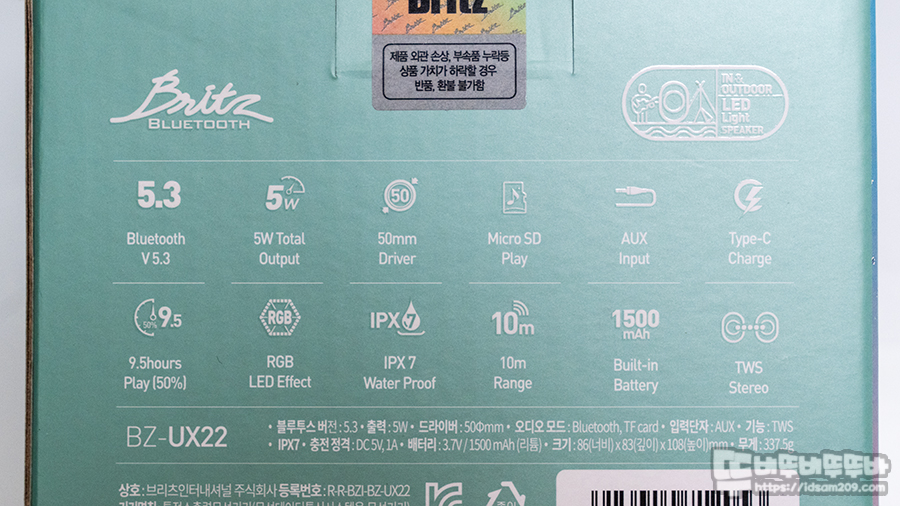 Britz
제품 외관 손상, 부속품 누락등
상품 가치가 하락할 경우
반품, 환불 불가함
Britz
BLUETOOTH
IN &
OUTDOOR
LED
Light
SPEAKER
5.3
Bluetooth
V 5.3
5W
5W Total
Output
50
50mm
Driver
Micro SD
Play
AUX
Input
Type-C
Charge
50% 9.5
9.5hours
Play (50%)
RGB
RGB
LED Effect
IPX 7
IPX 7
Water Proof
10m
10m
Range
1500
mAh
Built-in
Battery
TWS
Stereo
BZ-UX22
• 블루투스 버전 : 5.3 • 출력 : 5W • 드라이버 : 50Φmm • 오디오 모드 : Bluetooth, TF card • 입력단자 : AUX • 기능 : TWS
• IPX7 • 충전 정격 : DC 5V, 1A • 배터리 : 3.7V / 1500 mAh (리튬) • 크기 : 86(너비) x 83(깊이) x 108(높이)mm • 무게 : 337.5g
상호 : 브리츠인터내셔널 주식회사 등록번호 : R-R-BZI-BZ-UX22
또바또바또또바
https://idsam209.com